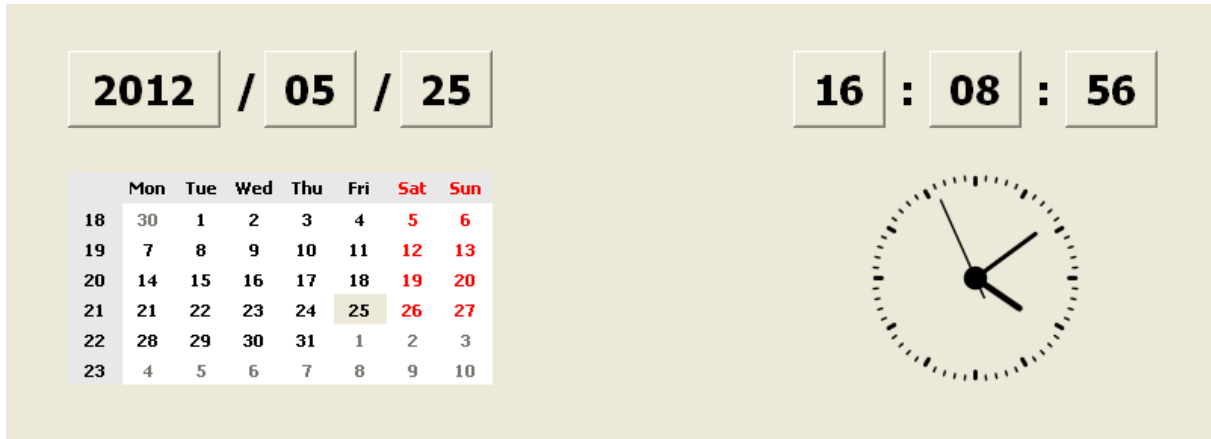 2012 / 05 / 25
16 : 08 : 56
Mon Tue Wed Thu Fri Sat Sun
18 30 1 2 3 4 5 6
19 7 8 9 10 11 12 13
20 14 15 16 17 18 19 20
21 21 22 23 24 25 26 27
22 28 29 30 31 1 2 3
23 4 5 6 7 8 9 10